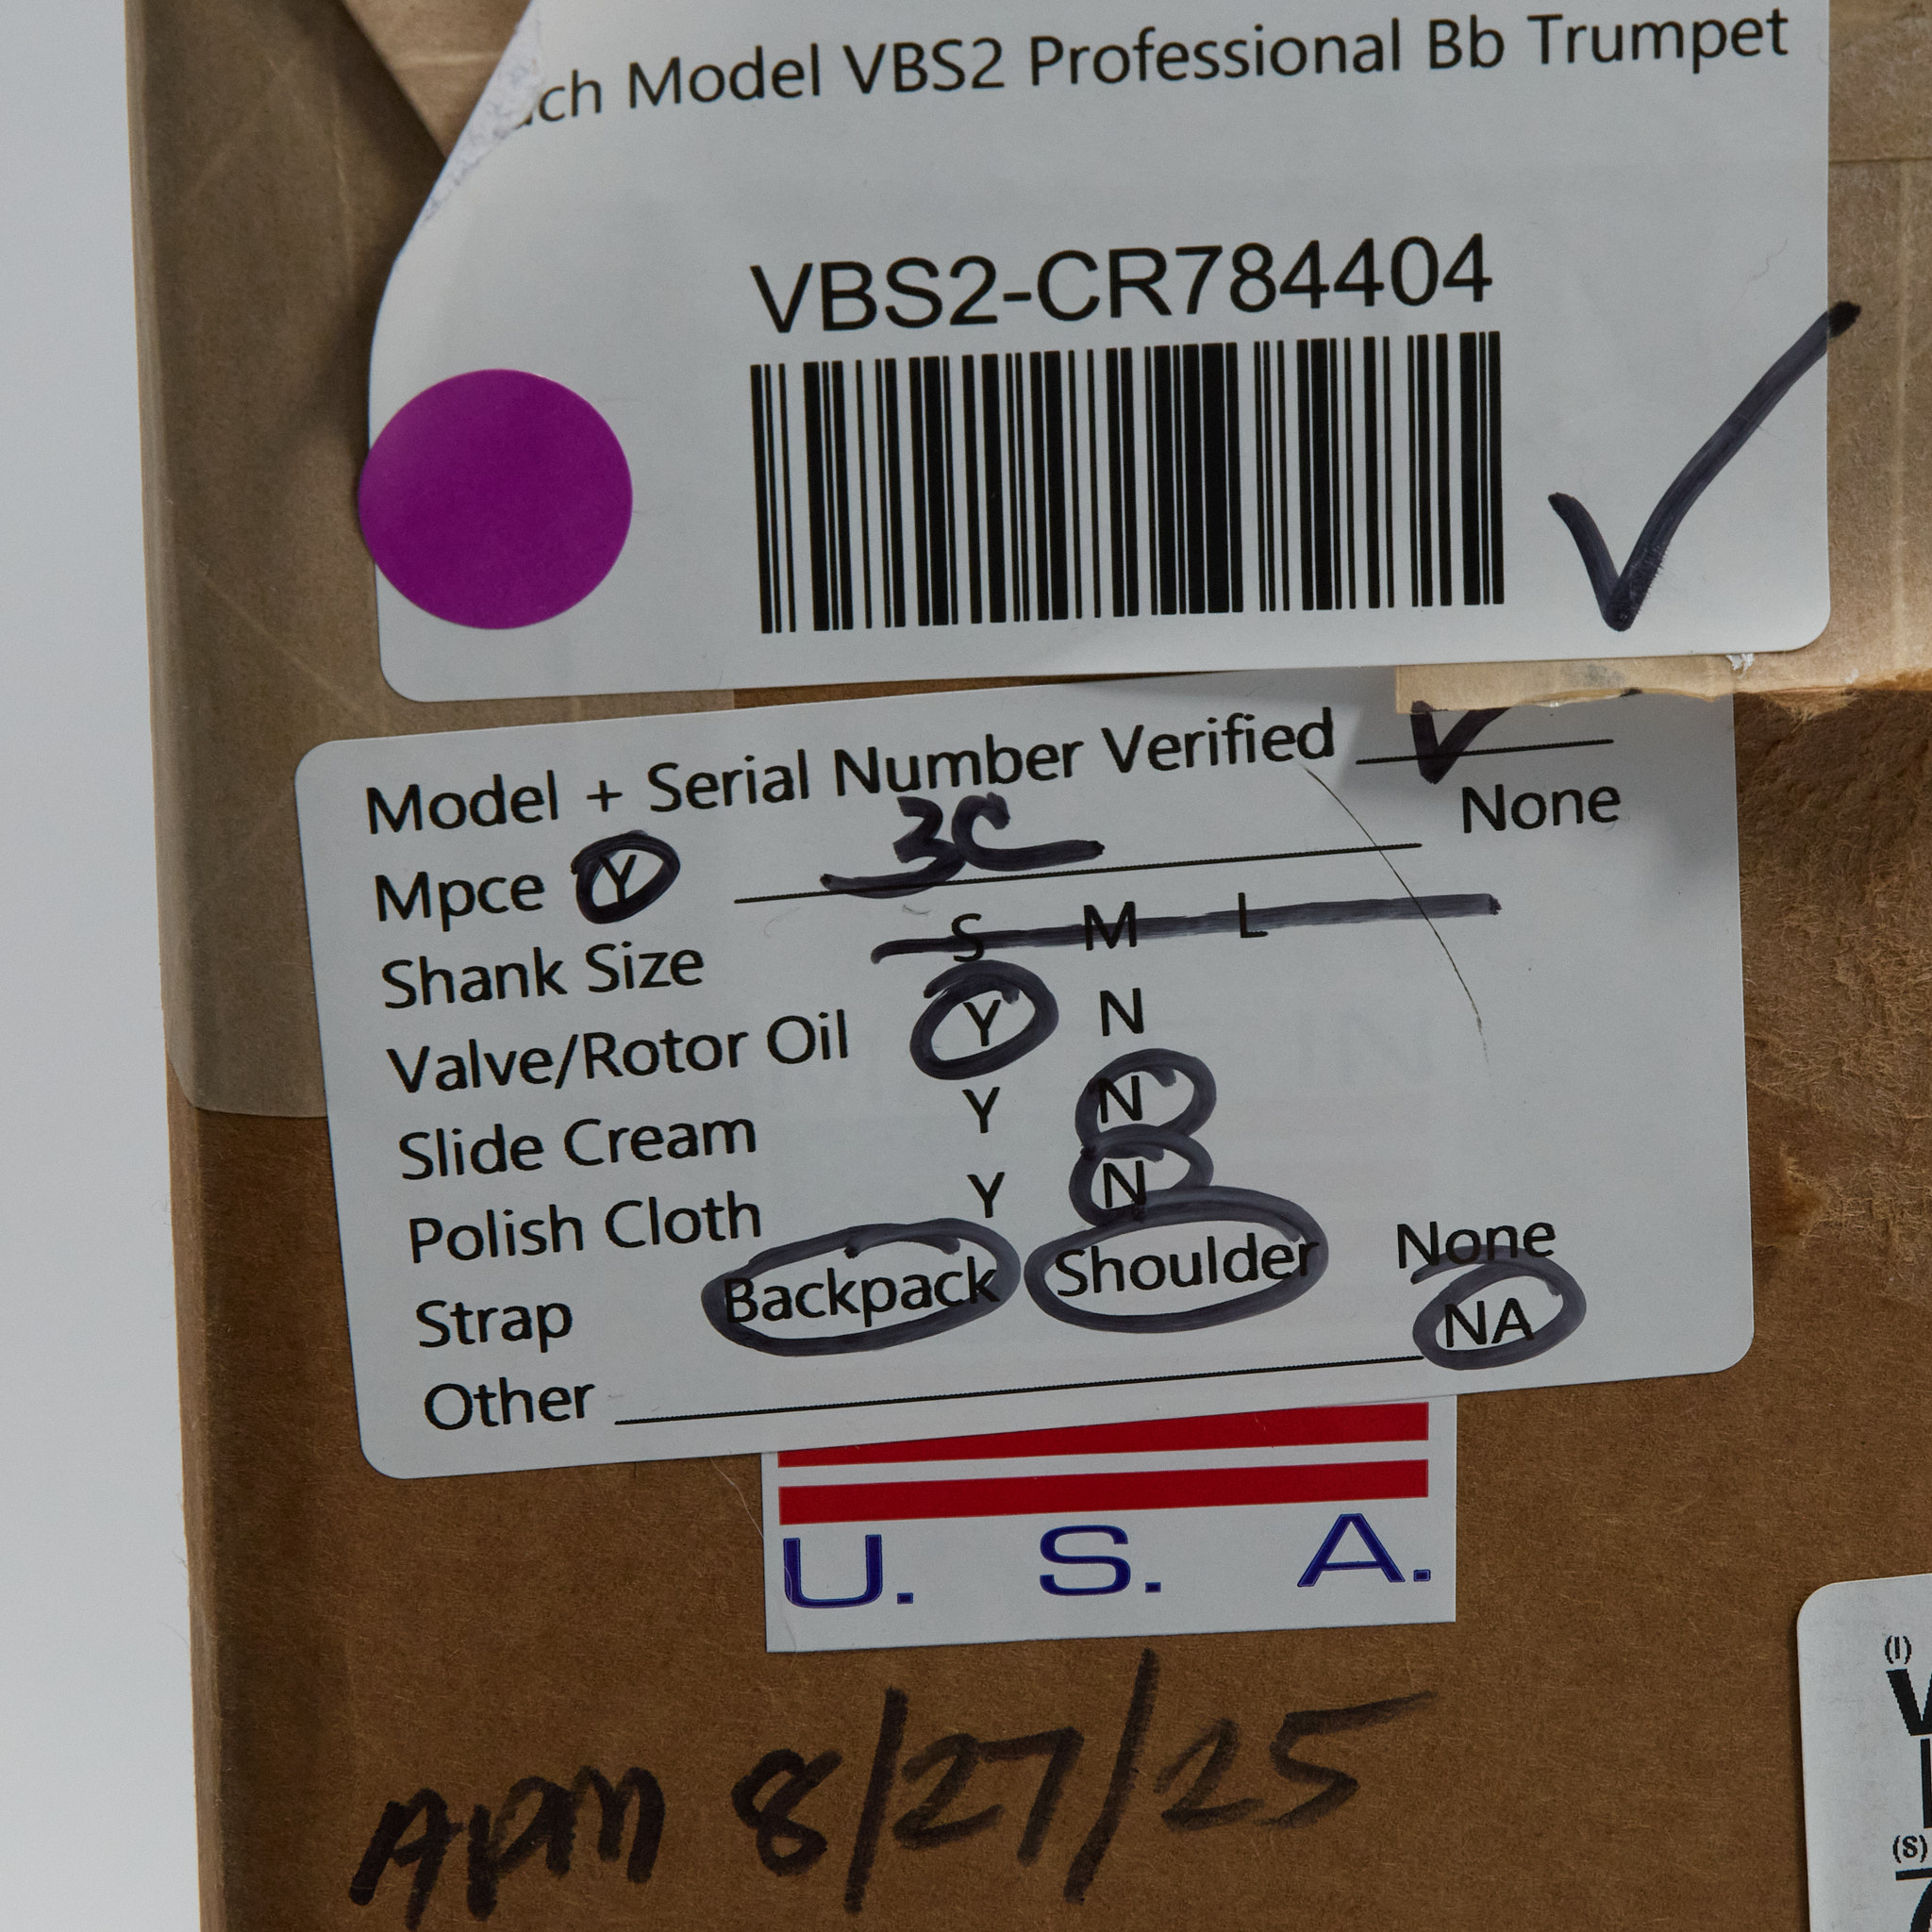 ch Model VBS2 Professional Bb Trumpet
VBS2-CR784404
Model + Serial Number Verified
None
Mpce Y 3C
Shank Size S M L
Valve/Rotor Oil Y N
Slide Cream Y N
Polish Cloth Y N
Strap Backpack Shoulder None
Other NA
U. S. A.
APM 8/27/25
(I)
(S)